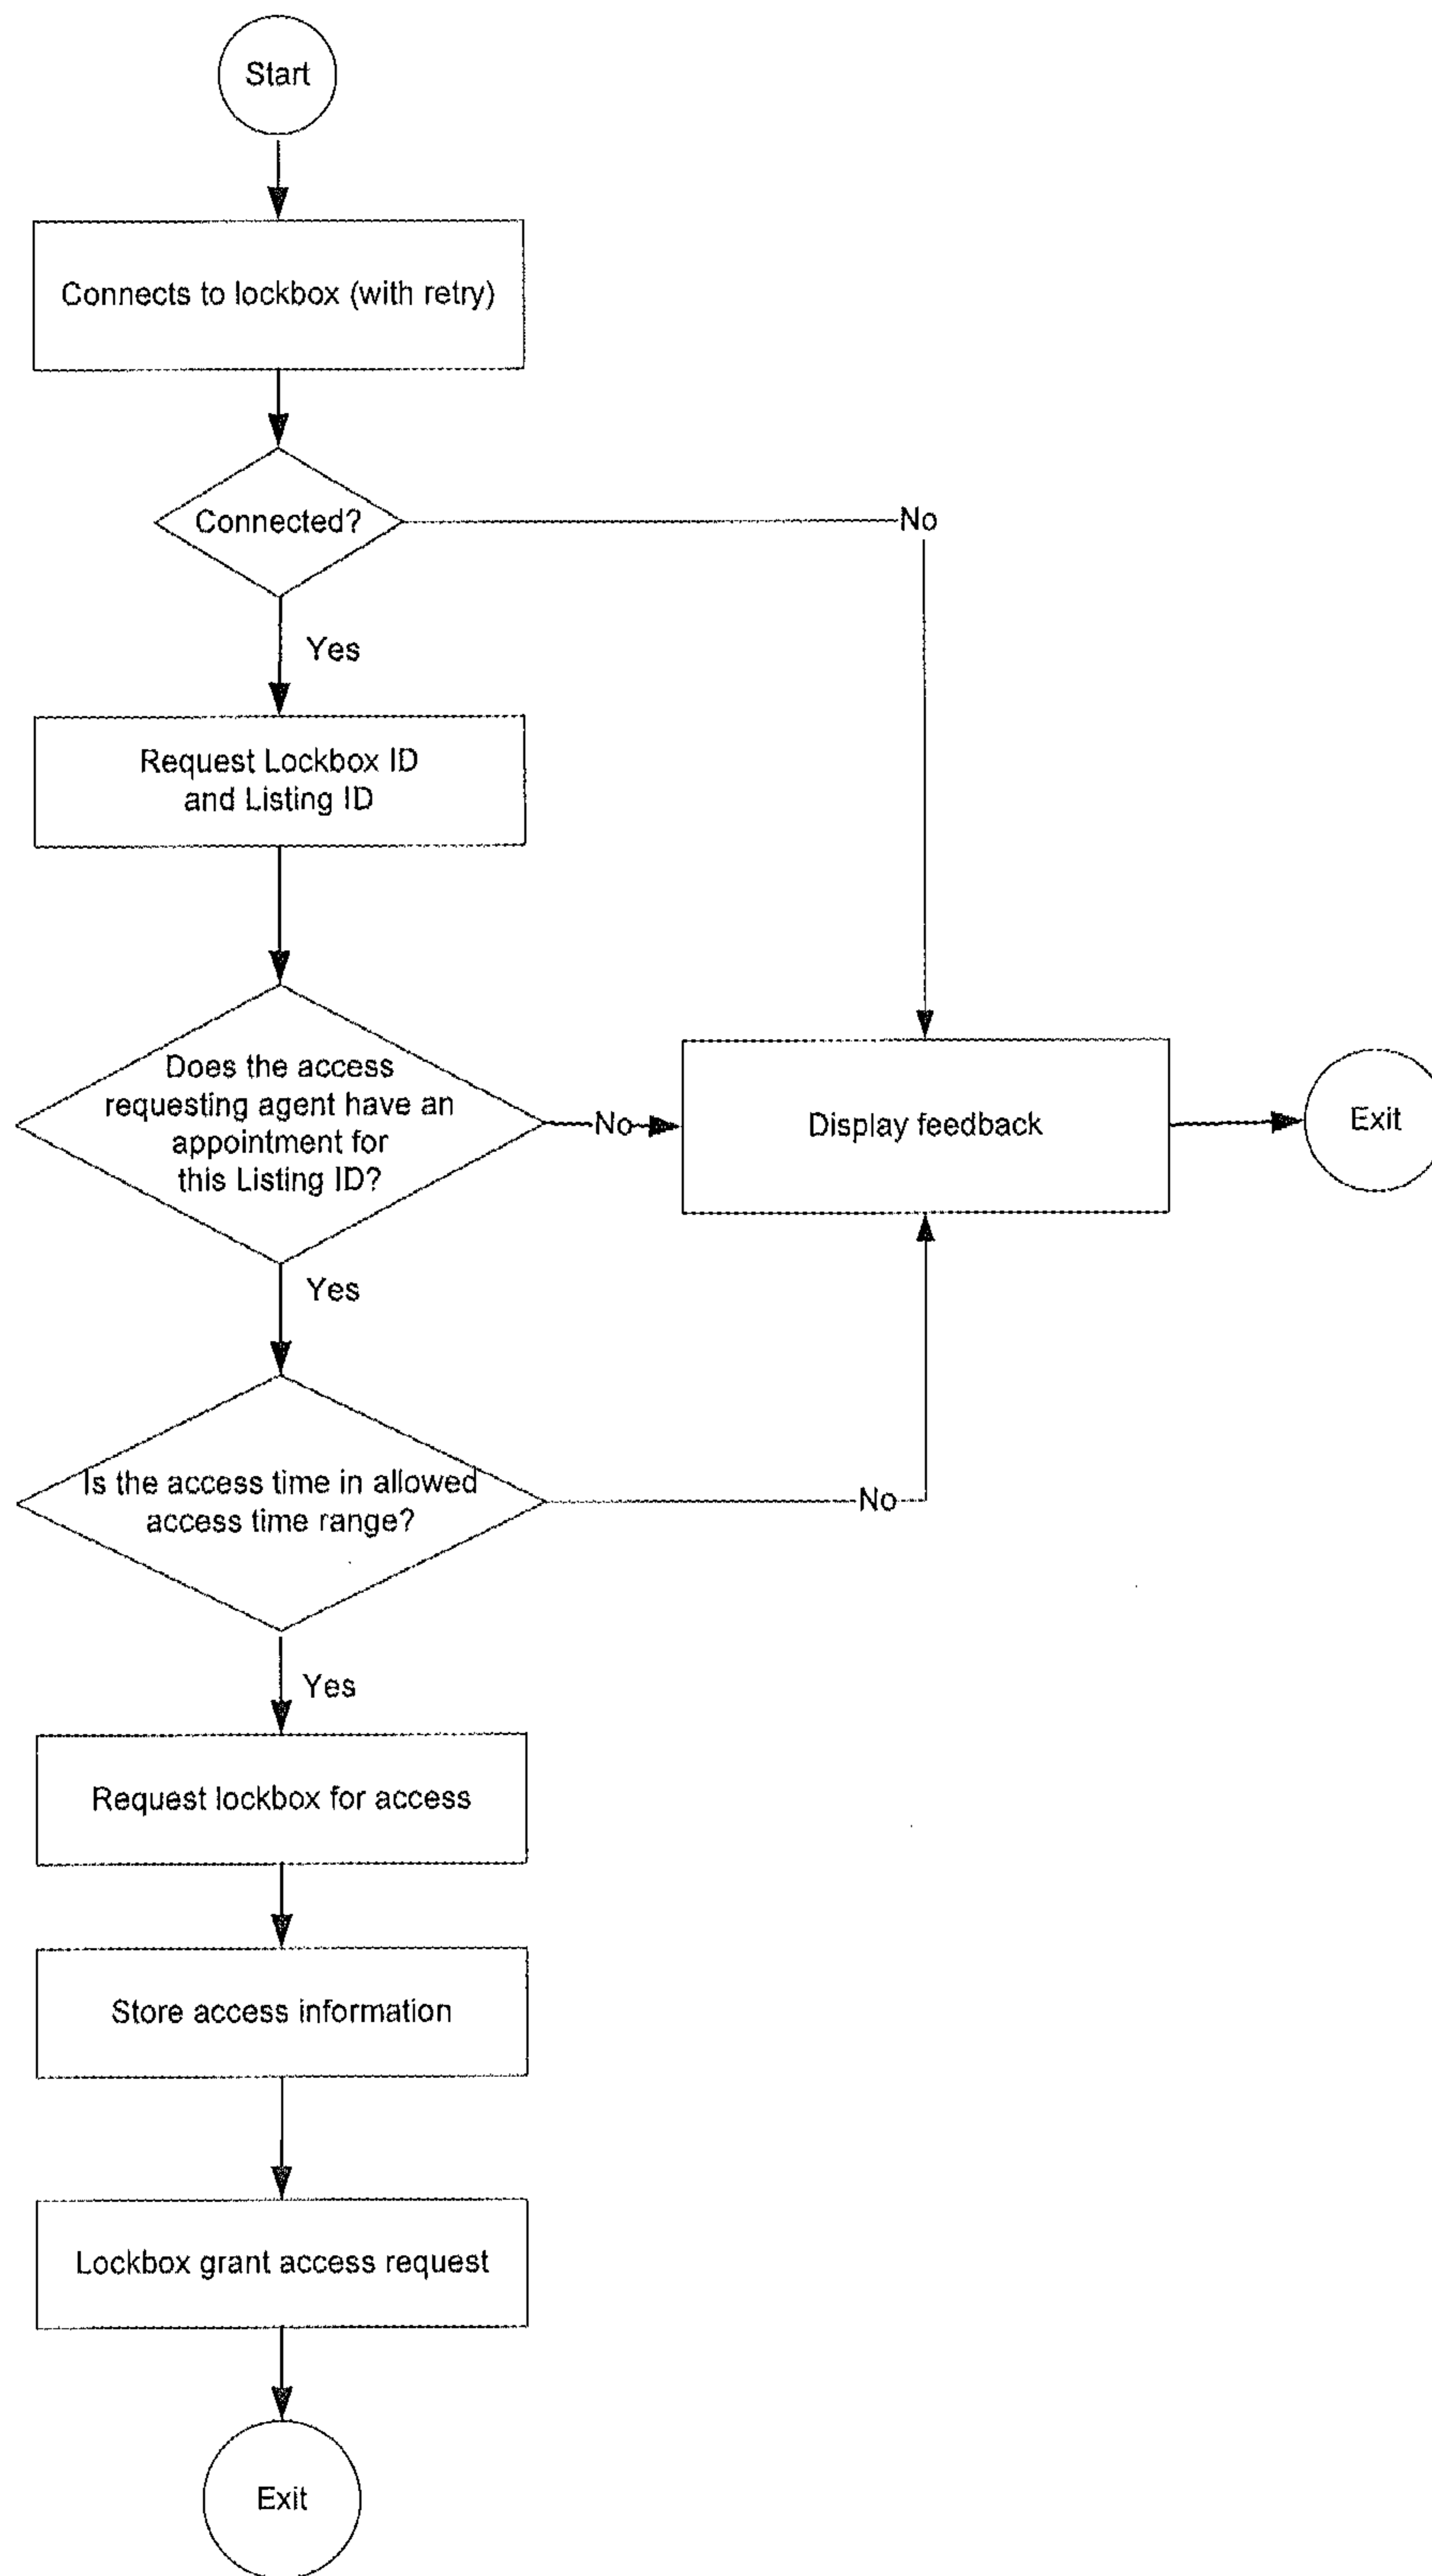 Start
Connects to lockbox (with retry)
Connected?
No
Yes
Request Lockbox ID
and Listing ID
Does the access
requesting agent have an
appointment for
this Listing ID?
No
Display feedback
Exit
Yes
Is the access time in allowed
access time range?
No
Yes
Request lockbox for access
Store access information
Lockbox grant access request
Exit